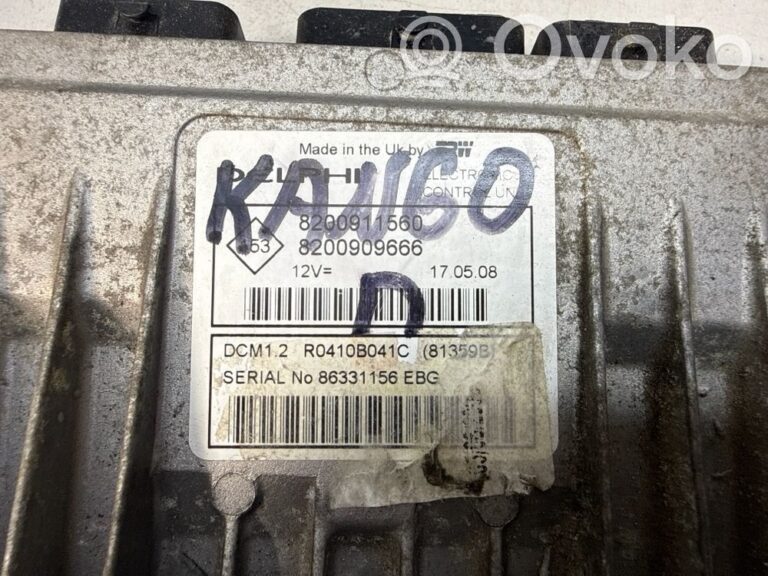 Ovoko
Made in the Uk by
DELPHI
ELECTRONIC
CONTROL UN
KANGO
8200911560
453
8200909666
12V= 17.05.08
n
DCM1.2 R0410B041C (81359B)
SERIAL No 86331156 EBG